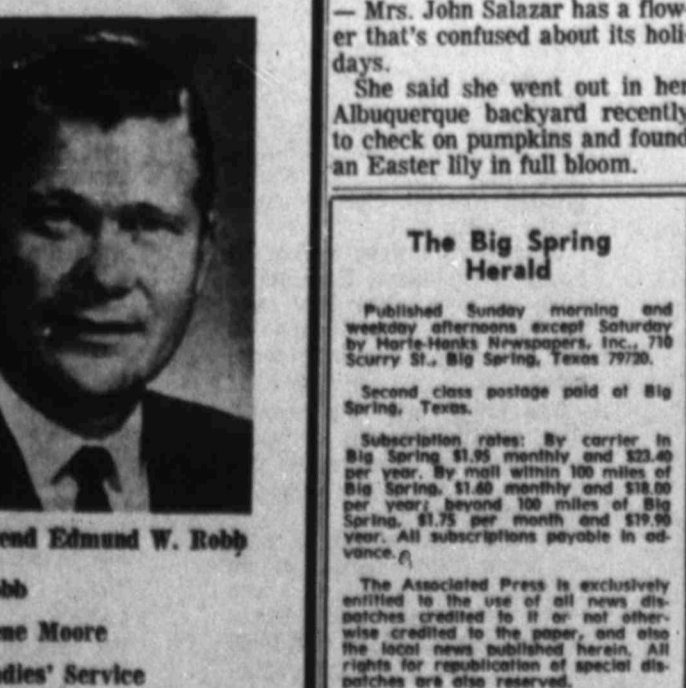 — Mrs. John Salazar has a flow-
er that's confused about its holi-
days.
She said she went out in her
Albuquerque backyard recently
to check on pumpkins and found
an Easter lily in full bloom.
The Big Spring
Herald
Published Sunday morning and
weekday afternoons except Saturday
by Harte-Hanks Newspapers, Inc., 710
Scurry St., Big Spring, Texas 79720.
Second class postage paid at Big
Spring, Texas.
Subscription rates: By carrier in
Big Spring $1.95 monthly and $23.40
per year. By mail within 100 miles of
Big Spring, $1.60 monthly and $18.00
per year; beyond 100 miles of Big
Spring, $1.75 per month and $19.90
year. All subscriptions payable in ad-
vance.
The Associated Press is exclusively
entitled to the use of all news dis-
patches credited to it or not other-
wise credited to the paper, and also
the local news published herein. All
rights for republication of special dis-
patches are also reserved.
end Edmund W. Robb
bb
ne Moore
dies' Service